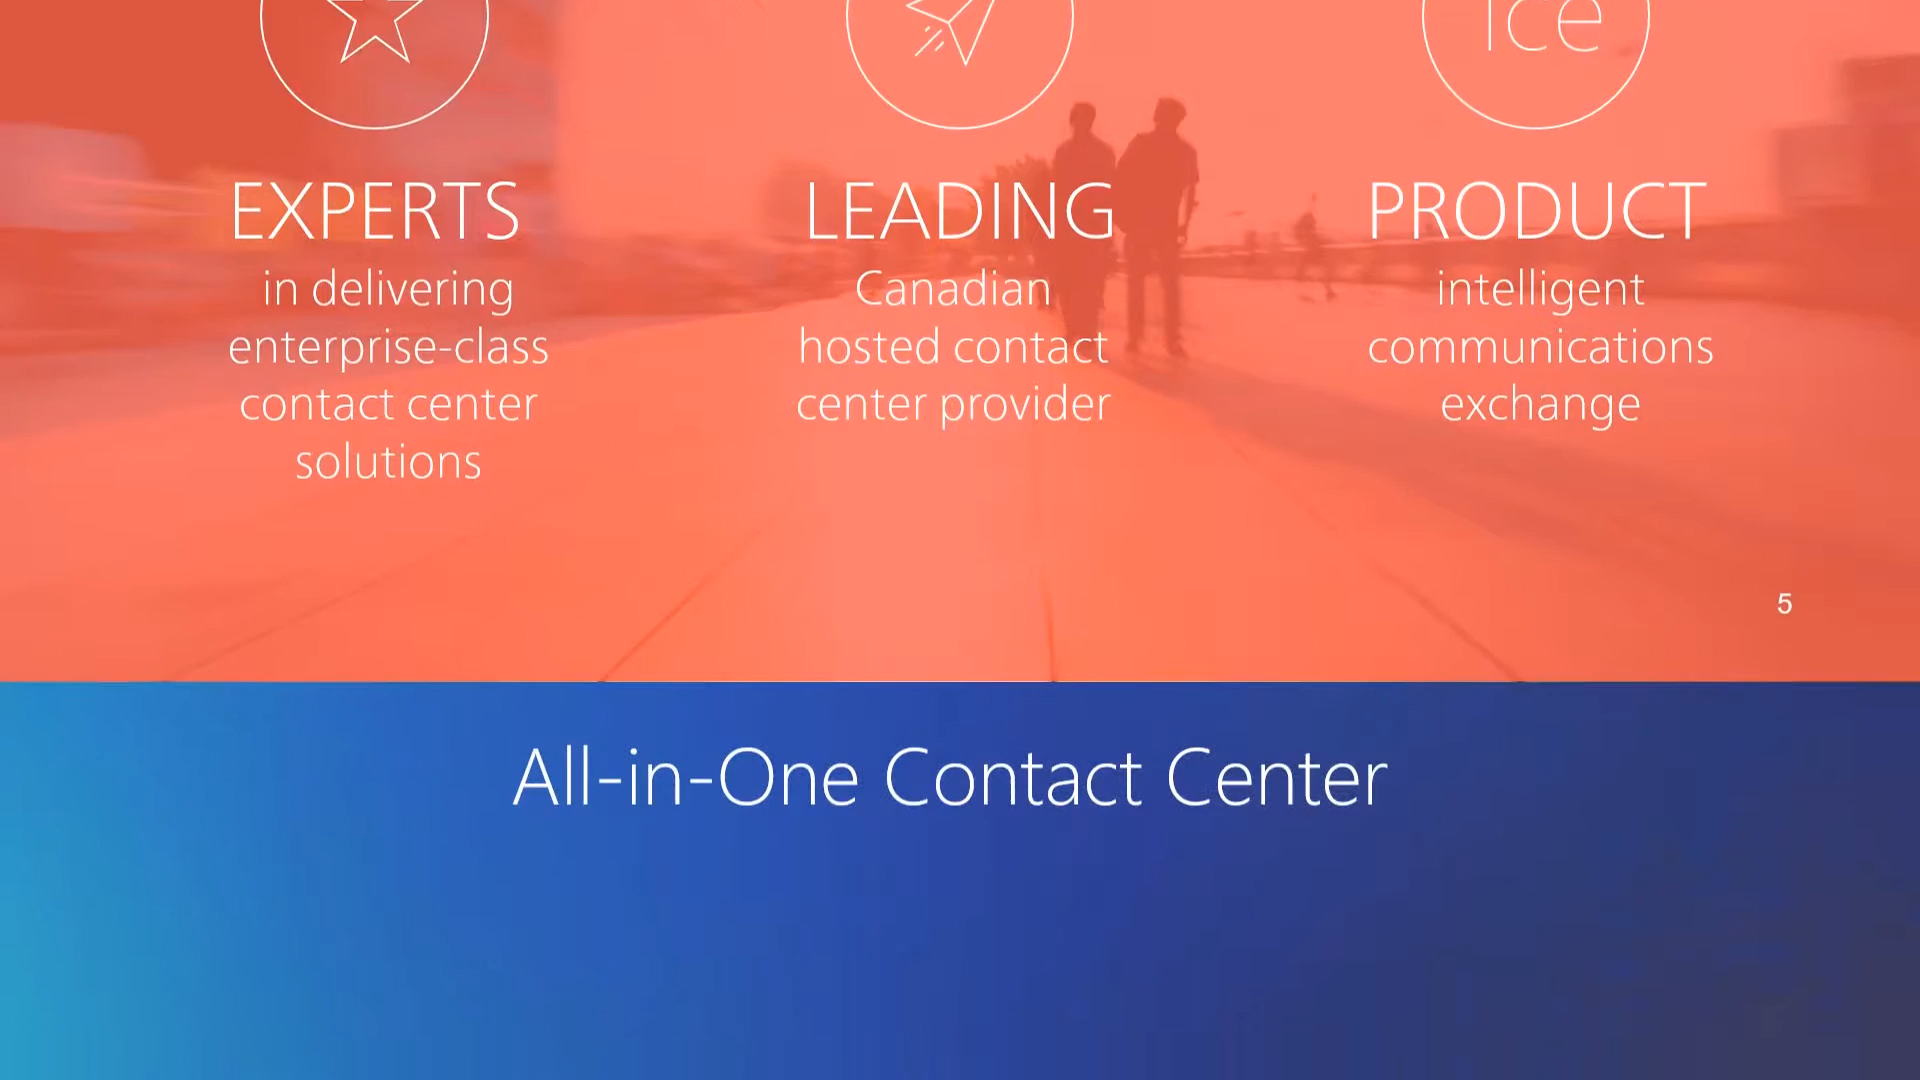 ice
EXPERTS
in delivering
enterprise-class
contact center
solutions
LEADING
Canadian
hosted contact
center provider
PRODUCT
intelligent
communications
exchange
5
All-in-One Contact Center